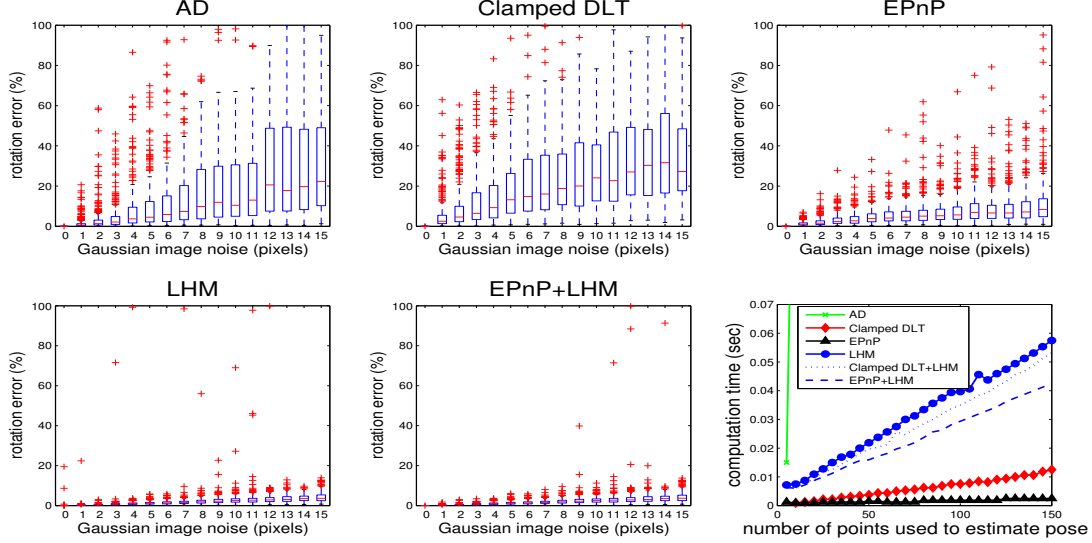 AD
Clamped DLT
EPnP
rotation error (%)
100
80
60
40
20
0
0 1 2 3 4 5 6 7 8 9 10 11 12 13 14 15
Gaussian image noise (pixels)
rotation error (%)
100
80
60
40
20
0
0 1 2 3 4 5 6 7 8 9 10 11 12 13 14 15
Gaussian image noise (pixels)
rotation error (%)
100
80
60
40
20
0
0 1 2 3 4 5 6 7 8 9 10 11 12 13 14 15
Gaussian image noise (pixels)
LHM
EPnP+LHM
rotation error (%)
100
80
60
40
20
0
0 1 2 3 4 5 6 7 8 9 10 11 12 13 14 15
Gaussian image noise (pixels)
rotation error (%)
100
80
60
40
20
0
0 1 2 3 4 5 6 7 8 9 10 11 12 13 14 15
Gaussian image noise (pixels)
computation time (sec)
0.07
0.06
0.05
0.04
0.03
0.02
0.01
0
0 50 100 150
number of points used to estimate pose
AD
Clamped DLT
EPnP
LHM
Clamped DLT+LHM
EPnP+LHM